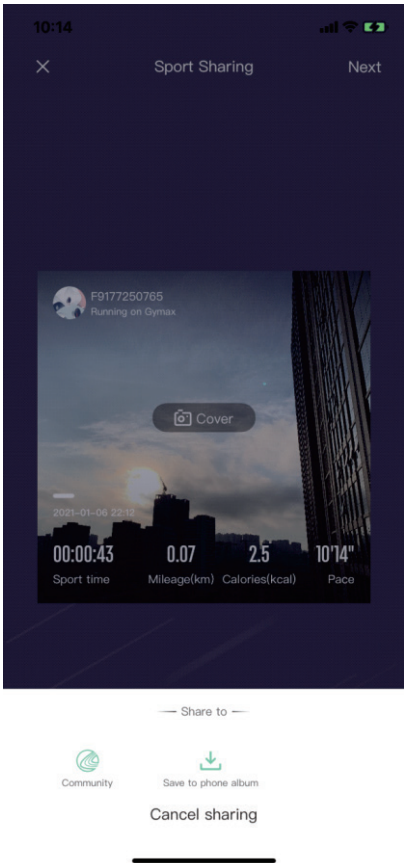 10:14
Sport Sharing
Next
F9177250765
Running on Gymax
Cover
2021-01-06 22:12
00:00:43 0.07 2.5 10'14"
Sport time Mileage(km) Calories(kcal) Pace
Share to
Community Save to phone album
Cancel sharing